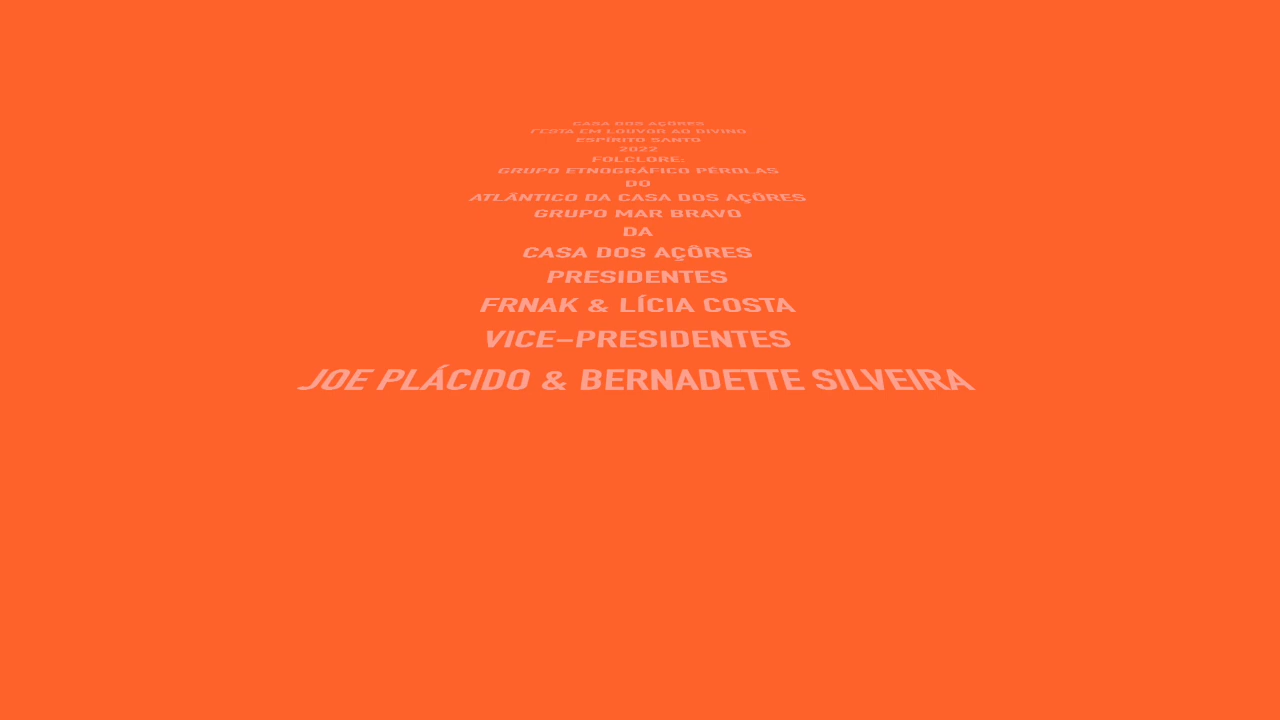 CASA DOS AÇÔRES
FESTA EM LOUVOR AO DIVINO
ESPÍRITO SANTO
2022
FOLCLORE:
GRUPO ETNOGRÁFICO PÉROLAS
DO
ATLÂNTICO DA CASA DOS AÇÔRES
GRUPO MAR BRAVO
DA
CASA DOS AÇÔRES
PRESIDENTES
FRNAK & LÍCIA COSTA
VICE-PRESIDENTES
JOE PLÁCIDO & BERNADETTE SILVEIRA